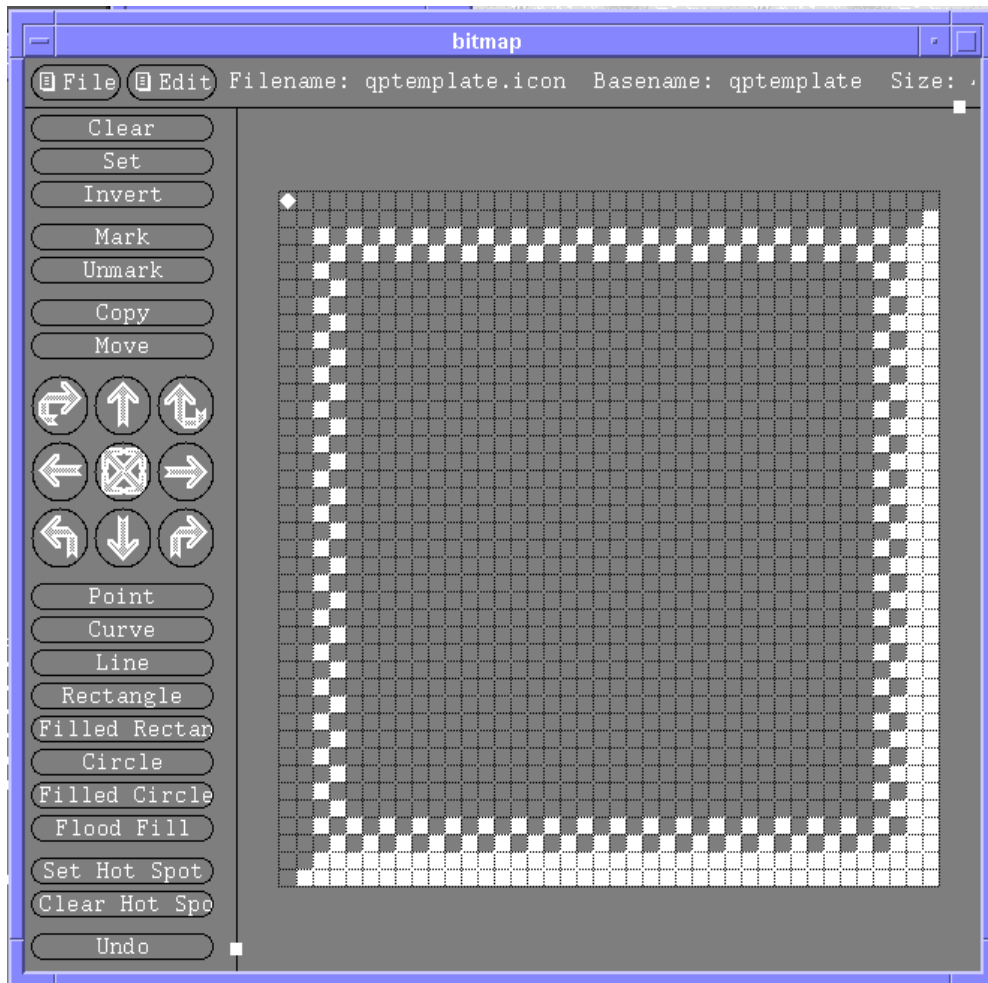 bitmap
File Edit Filename: qptemplate.icon Basename: qptemplate Size:
Clear
Set
Invert
Mark
Unmark
Copy
Move
Point
Curve
Line
Rectangle
Filled Rectan
Circle
Filled Circle
Flood Fill
Set Hot Spot
Clear Hot Spo
Undo